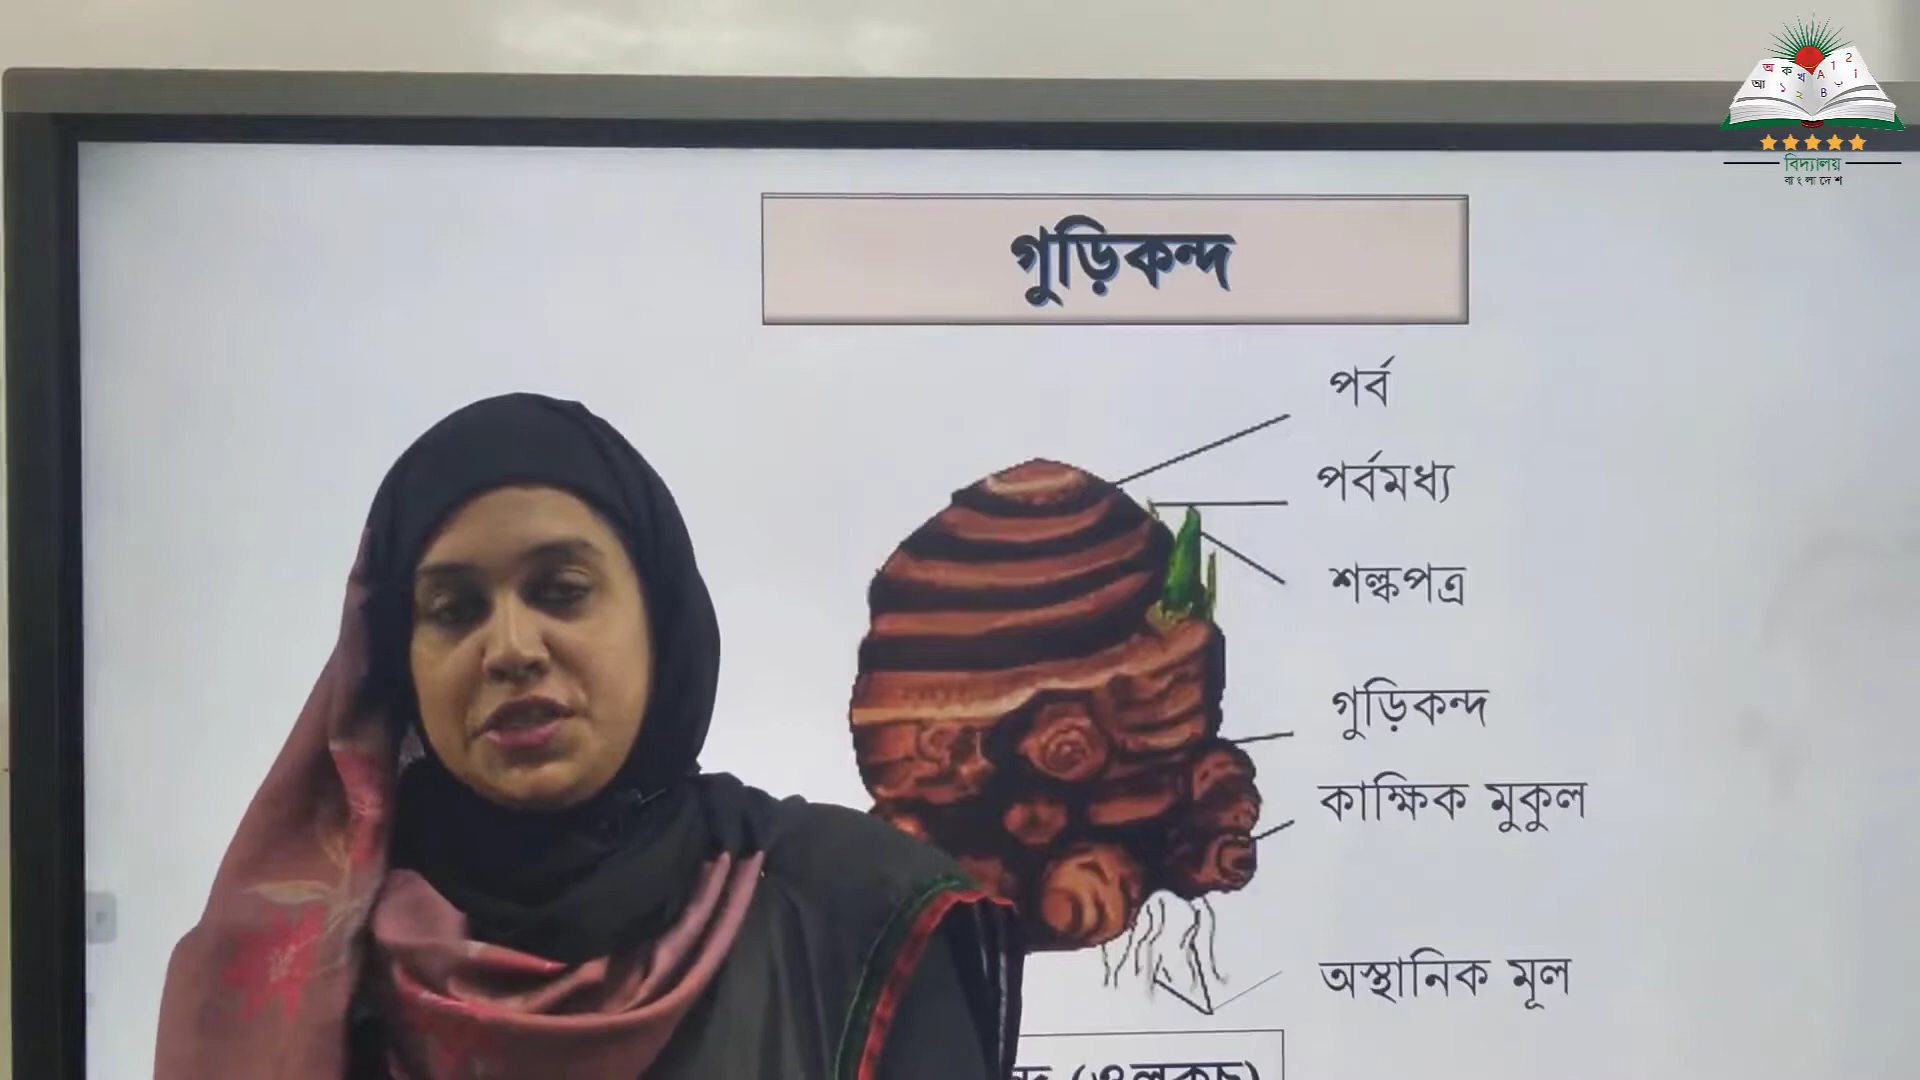 গুড়িকন্দ
পর্ব
পর্বমধ্য
শল্কপত্র
গুড়িকন্দ
কাক্ষিক মুকুল
অস্থানিক মূল
বিদ্যালয়
বাংলাদেশ